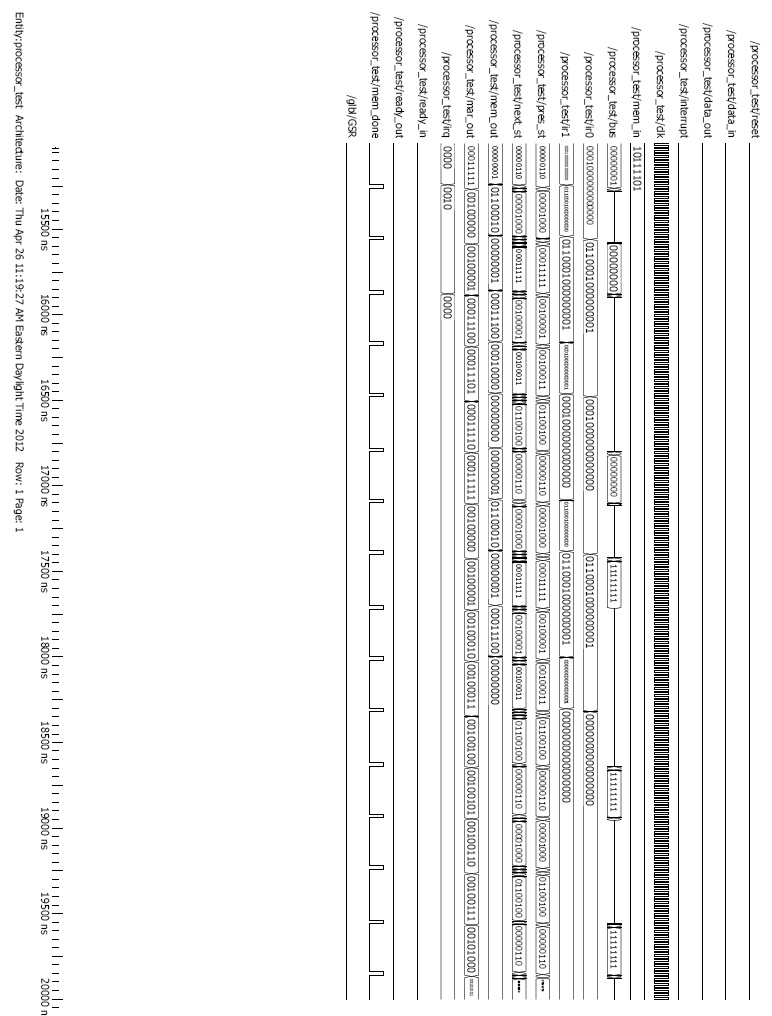 /processor_test/reset
/processor_test/data_in
/processor_test/data_out
/processor_test/interrupt
/processor_test/clk
/processor_test/mem_in 10111101
/processor_test/bus 00000001 00000000 00000000 11111111 11111111 11111111
/processor_test/ir0 0001000000000000 0110001000000001 0001000000000000 0110001000000001 0000000000000000
/processor_test/ir1 0110001000000001 0001000000000000 0110001000000001 0000000000000000
/processor_test/pres_st 00000110 00001000 00011111 00100001 00100011 01100100 00000110 00001000 00011111 00100001 00100011 01100100 00000110 00001000 01100100 00000110
/processor_test/next_st 00000110 00001000 00011111 00100001 00100011 01100100 00000110 00001000 00011111 00100001 00100011 01100100 00000110 00001000 01100100 00000110
/processor_test/mem_out 00000001 01100010 00000001 00011100 00010000 00000000 00000001 01100010 00000001 00011100 00000000
/processor_test/mar_out 00011111 00100000 00100001 00011100 00011101 00011110 00011111 00100000 00100001 00100010 00100011 00100100 00100101 00100110 00100111 00101000
/processor_test/irq 0000 0010 0000
/processor_test/ready_in
/processor_test/ready_out
/processor_test/mem_done
/glbl/GSR
15500 ns 16000 ns 16500 ns 17000 ns 17500 ns 18000 ns 18500 ns 19000 ns 19500 ns 20000 n
Entity:processor_test Architecture: Date: Thu Apr 26 11:19:27 AM Eastern Daylight Time 2012 Row: 1 Page: 1